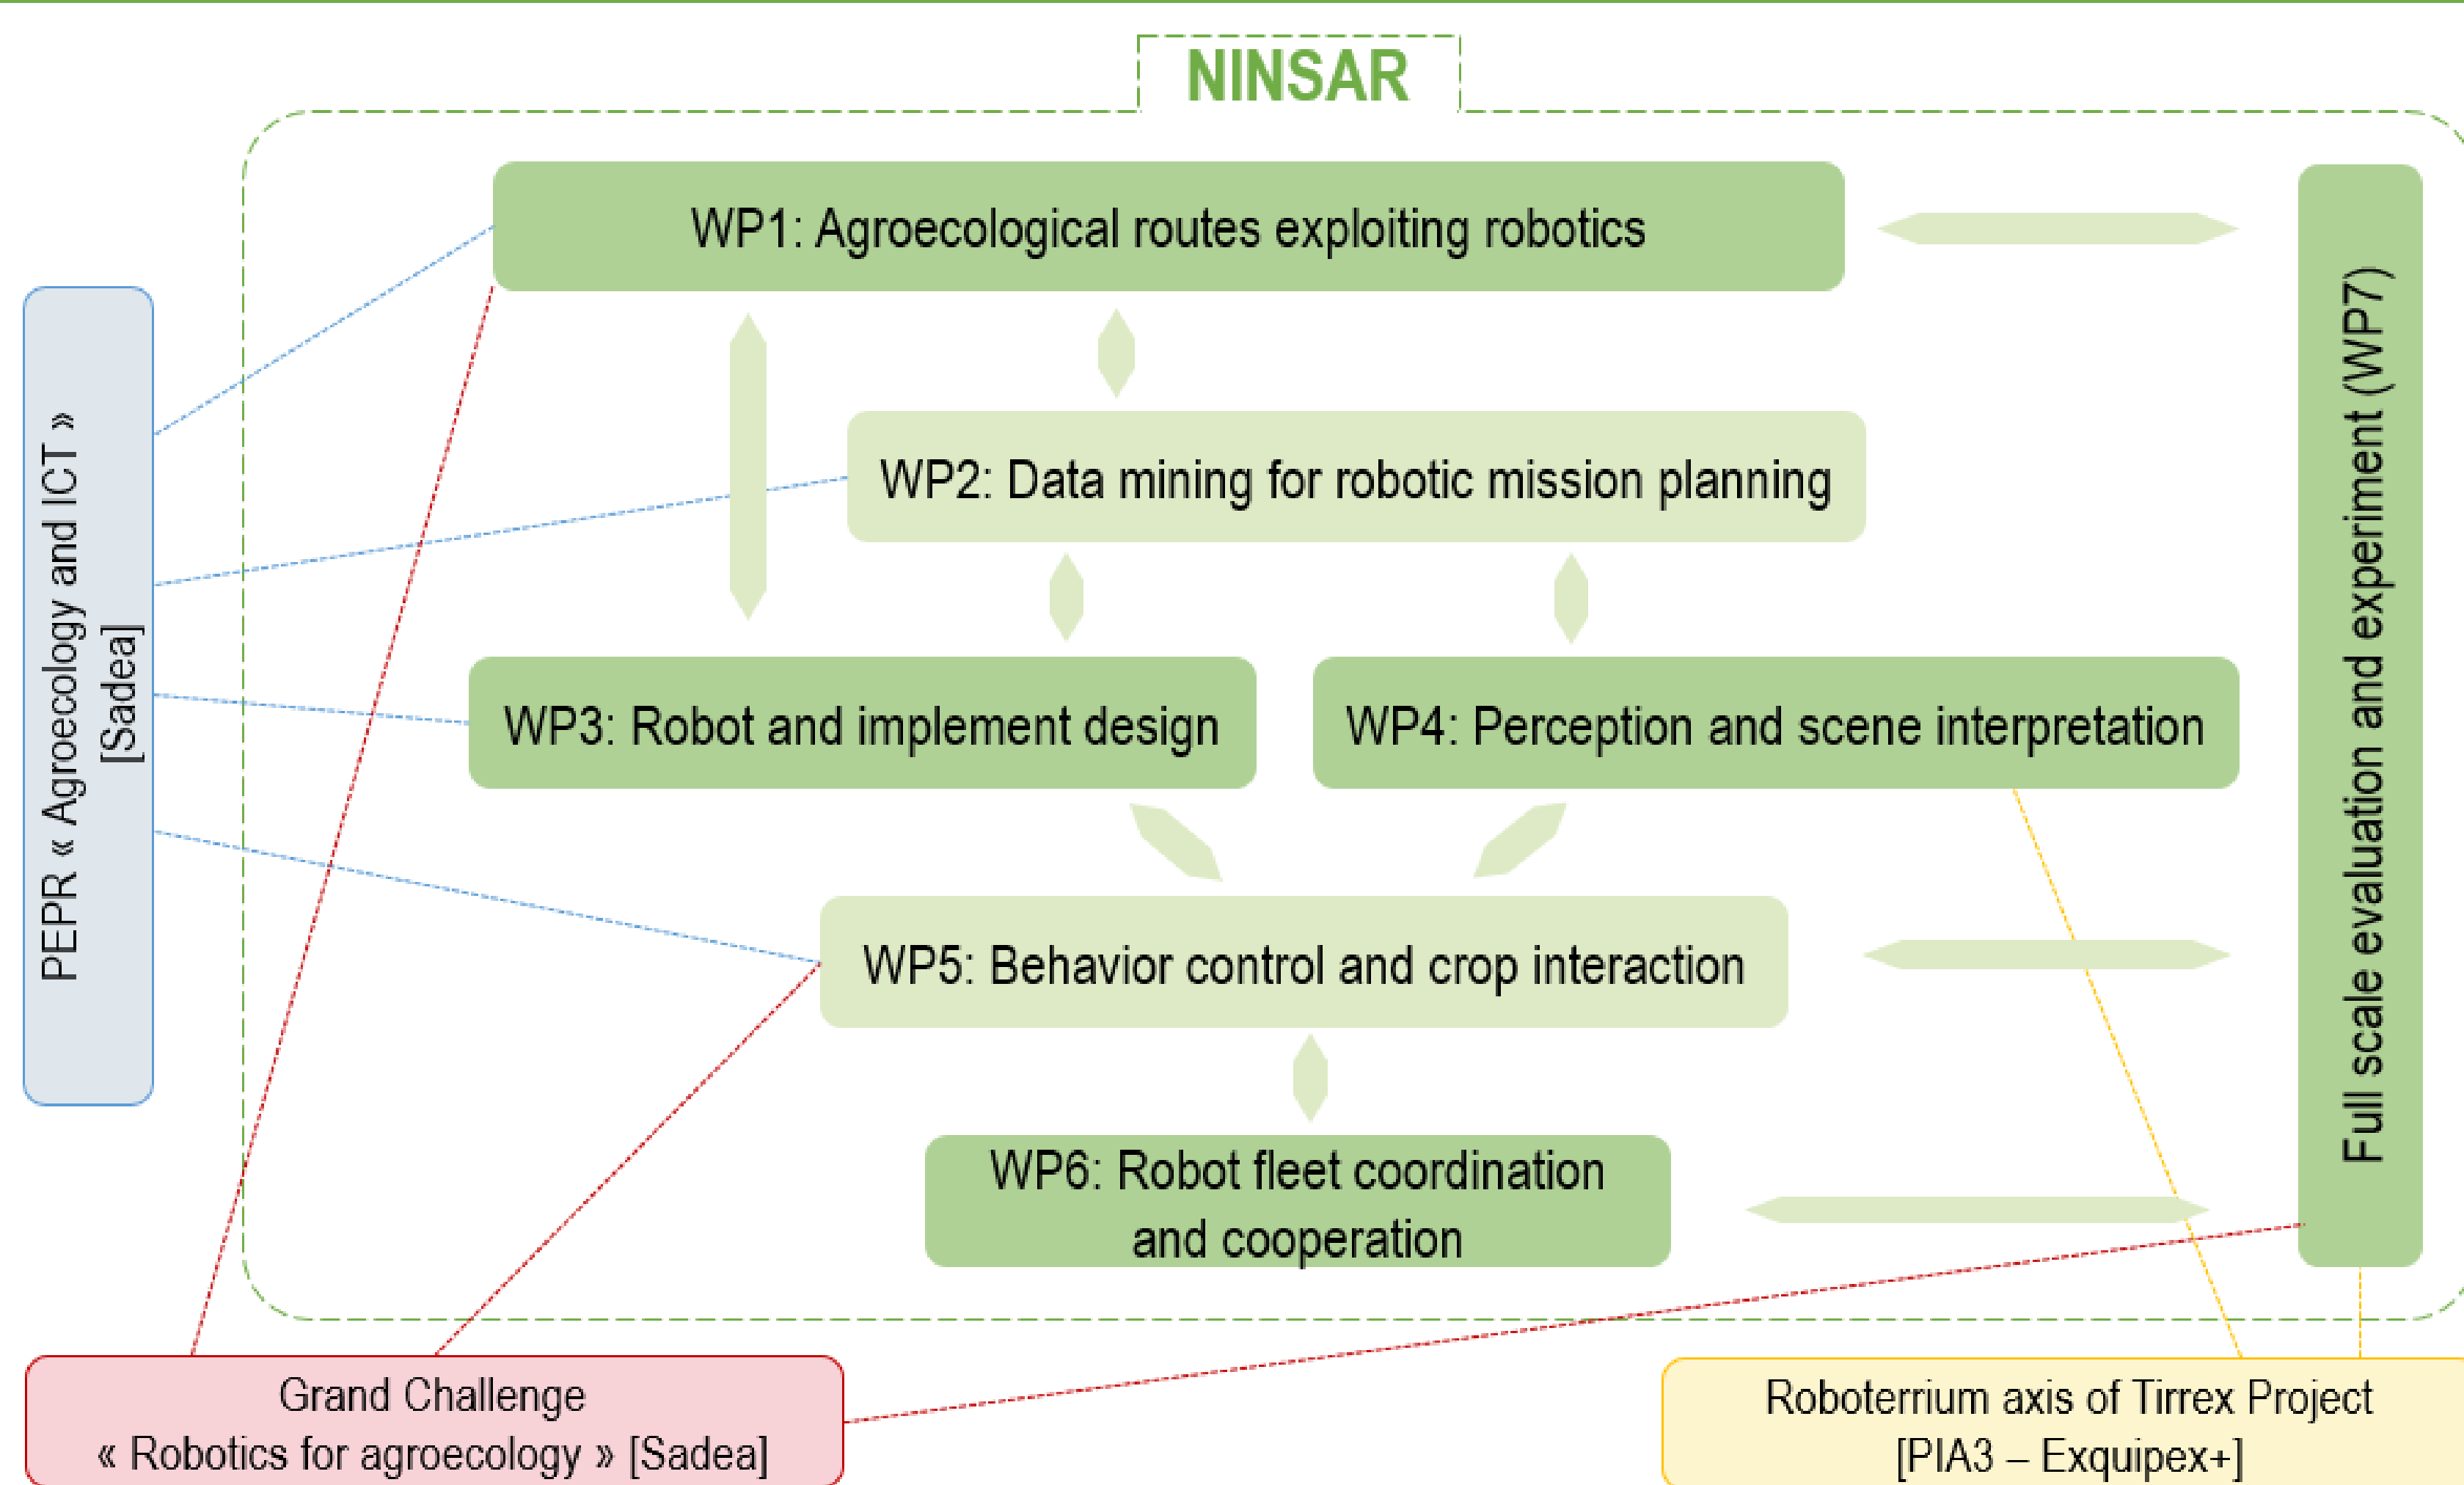 NINSAR
WP1: Agroecological routes exploiting robotics
WP2: Data mining for robotic mission planning
WP3: Robot and implement design
WP4: Perception and scene interpretation
WP5: Behavior control and crop interaction
WP6: Robot fleet coordination
and cooperation
Full scale evaluation and experiment (WP7)
PEPR « Agroecology and ICT »
[Sadea]
Grand Challenge
« Robotics for agroecology » [Sadea]
Roboterrium axis of Tirrex Project
[PIA3 – Exquipex+]